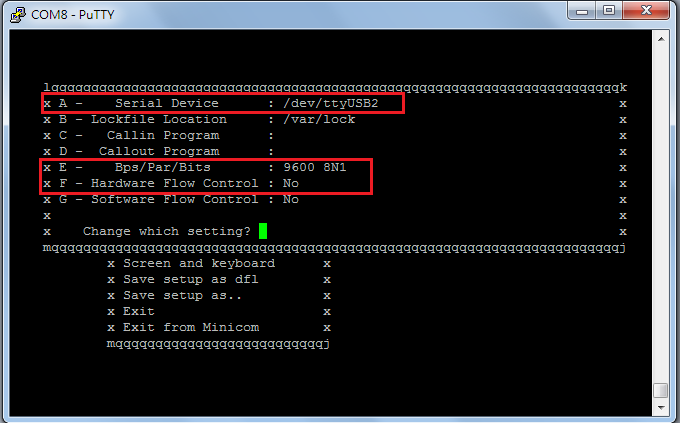 COM8 - PuTTY
lqqqqqqqqqqqqqqqqqqqqqqqqqqqqqqqqqqqqqqqqqqqqqqqqqqqqqqqqqqqqqqqqqqqqqqk
x A -    Serial Device      : /dev/ttyUSB2                              x
x B - Lockfile Location     : /var/lock                                 x
x C -   Callin Program      :                                           x
x D -  Callout Program      :                                           x
x E -    Bps/Par/Bits       : 9600 8N1                                  x
x F - Hardware Flow Control : No                                        x
x G - Software Flow Control : No                                        x
x                                                                       x
x    Change which setting?                                              x
mqqqqqqqqqqqqqqqqqqqqqqqqqqqqqqqqqqqqqqqqqqqqqqqqqqqqqqqqqqqqqqqqqqqqqqqj
x Screen and keyboard      x
x Save setup as dfl        x
x Save setup as..          x
x Exit                     x
x Exit from Minicom        x
mqqqqqqqqqqqqqqqqqqqqqqqqqqj